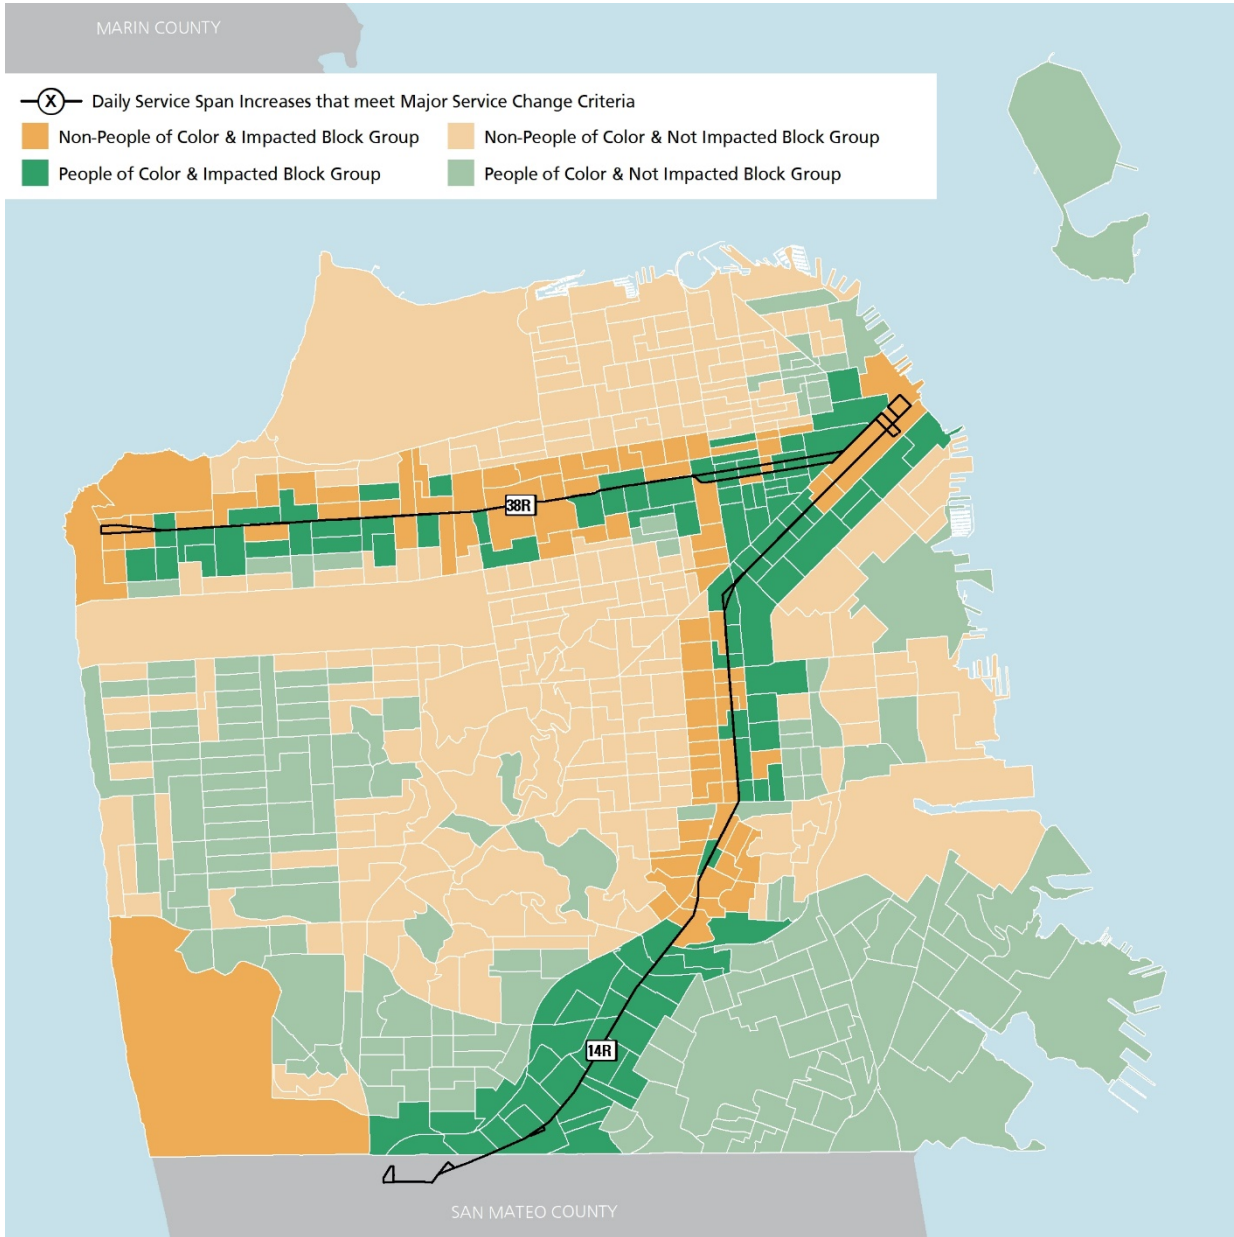 MARIN COUNTY
X Daily Service Span Increases that meet Major Service Change Criteria
Non-People of Color & Impacted Block Group Non-People of Color & Not Impacted Block Group
People of Color & Impacted Block Group People of Color & Not Impacted Block Group
38R
14R
SAN MATEO COUNTY